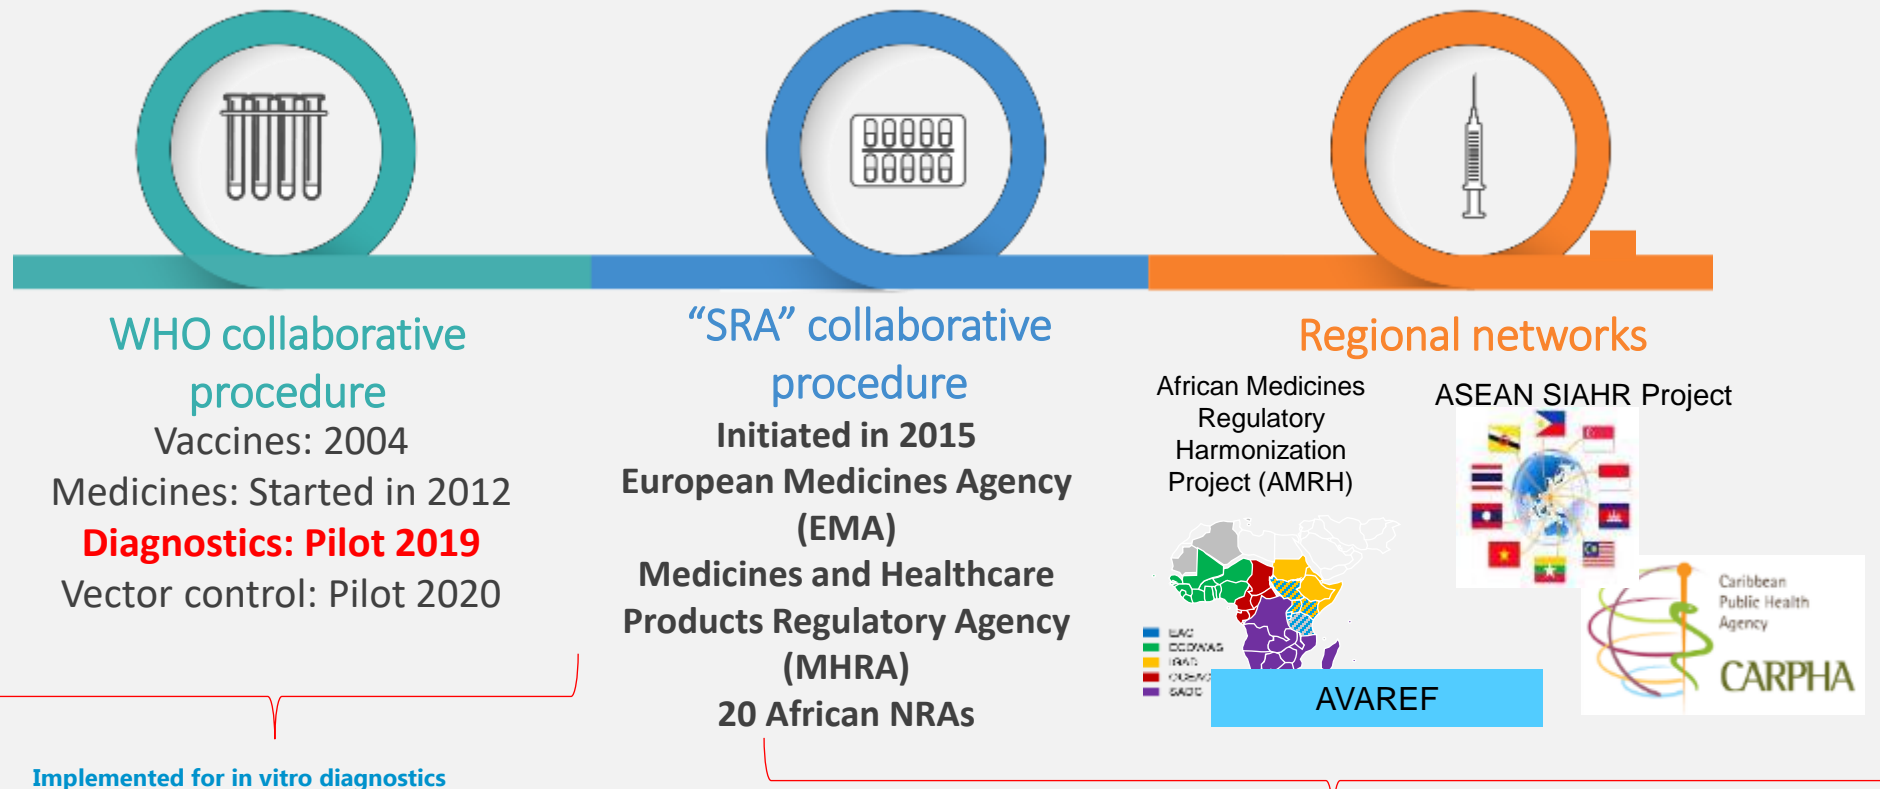 WHO collaborative
procedure
Vaccines: 2004
Medicines: Started in 2012
Diagnostics: Pilot 2019
Vector control: Pilot 2020
Implemented for in vitro diagnostics
“SRA” collaborative
procedure
Initiated in 2015
European Medicines Agency
(EMA)
Medicines and Healthcare
Products Regulatory Agency
(MHRA)
20 African NRAs
Regional networks
African Medicines
Regulatory
Harmonization
Project (AMRH)
ASEAN SIAHR Project
EAC
ECOWAS
IGAD
SADC
AVAREF
Caribbean
Public Health
Agency
CARPHA